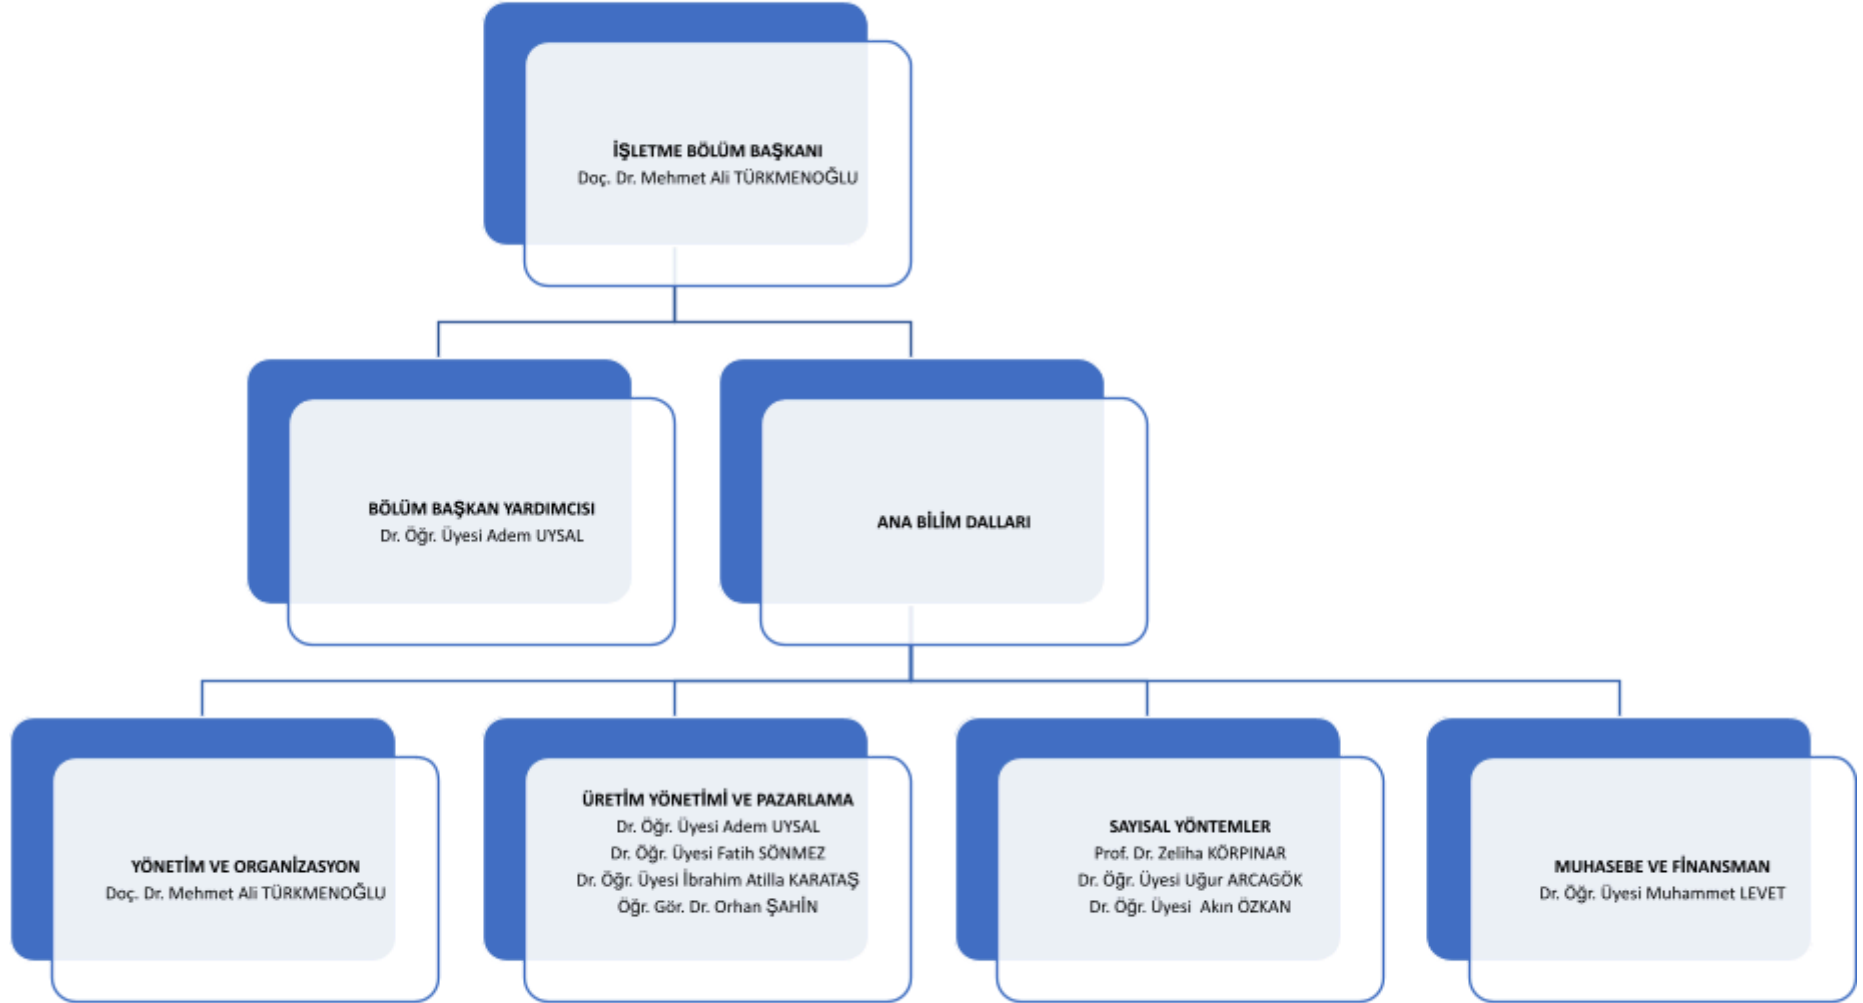 İŞLETME BÖLÜM BAŞKANI
Doç. Dr. Mehmet Ali TÜRKMENOĞLU
BÖLÜM BAŞKAN YARDIMCISI
Dr. Öğr. Üyesi Adem UYSAL
ANA BİLİM DALLARI
YÖNETİM VE ORGANİZASYON
Doç. Dr. Mehmet Ali TÜRKMENOĞLU
ÜRETİM YÖNETİMİ VE PAZARLAMA
Dr. Öğr. Üyesi Adem UYSAL
Dr. Öğr. Üyesi Fatih SÖNMEZ
Dr. Öğr. Üyesi İbrahim Atilla KARATAŞ
Öğr. Gör. Dr. Orhan ŞAHİN
SAYISAL YÖNTEMLER
Prof. Dr. Zeliha KÖRPINAR
Dr. Öğr. Üyesi Uğur ARCAGÖK
Dr. Öğr. Üyesi  Akın ÖZKAN
MUHASEBE VE FİNANSMAN
Dr. Öğr. Üyesi Muhammet LEVET